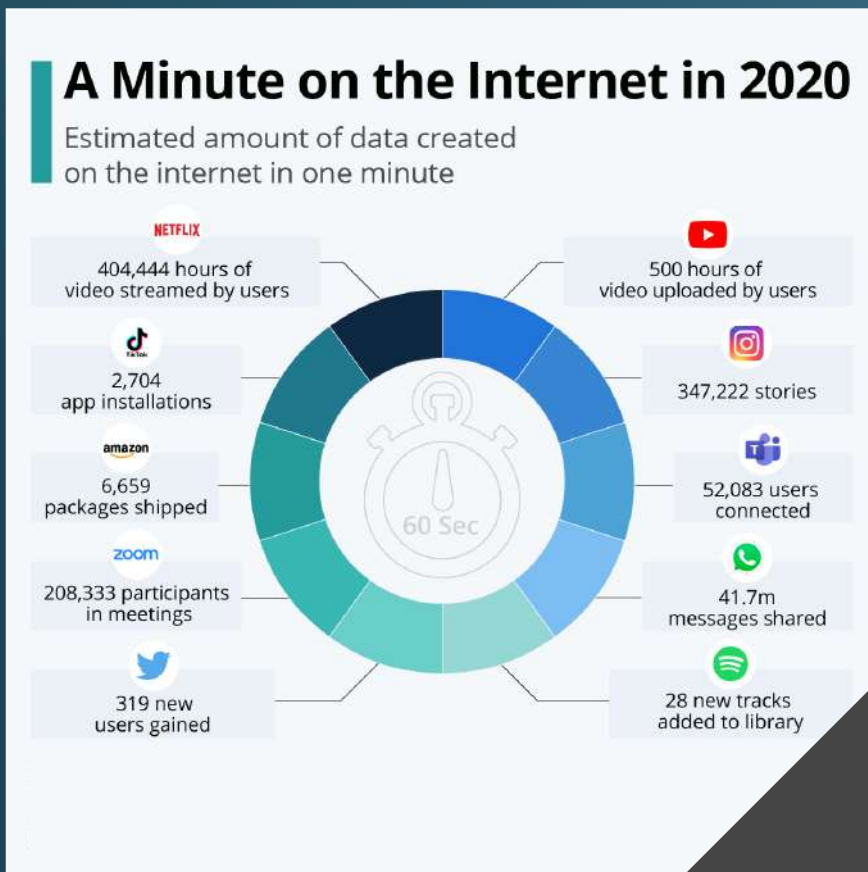 A Minute on the Internet in 2020
Estimated amount of data created
on the internet in one minute
NETFLIX
404,444 hours of
video streamed by users
500 hours of
video uploaded by users
TikTok
2,704
app installations
347,222 stories
amazon
6,659
packages shipped
T
52,083 users
connected
zoom
208,333 participants
in meetings
41.7m
messages shared
319 new
users gained
28 new tracks
added to library
60 Sec